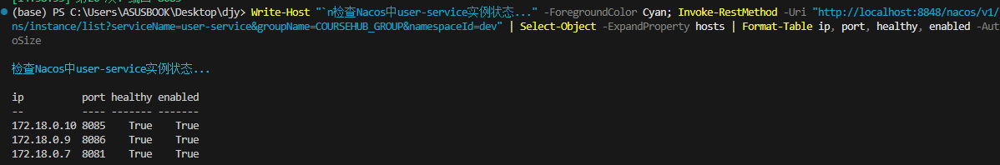 (base) PS C:\Users\ASUSBOOK\Desktop\djy> Write-Host "`n检查Nacos中user-service实例状态..." -ForegroundColor Cyan; Invoke-RestMethod -Uri "http://localhost:8848/nacos/v1/
ns/instance/list?serviceName=user-service&groupName=COURSEHUB_GROUP&namespaceId=dev" | Select-Object -ExpandProperty hosts | Format-Table ip, port, healthy, enabled -Aut
oSize
检查Nacos中user-service实例状态...
ip port healthy enabled
-- ---- ------- -------
172.18.0.10 8085 True True
172.18.0.9 8086 True True
172.18.0.7 8081 True True